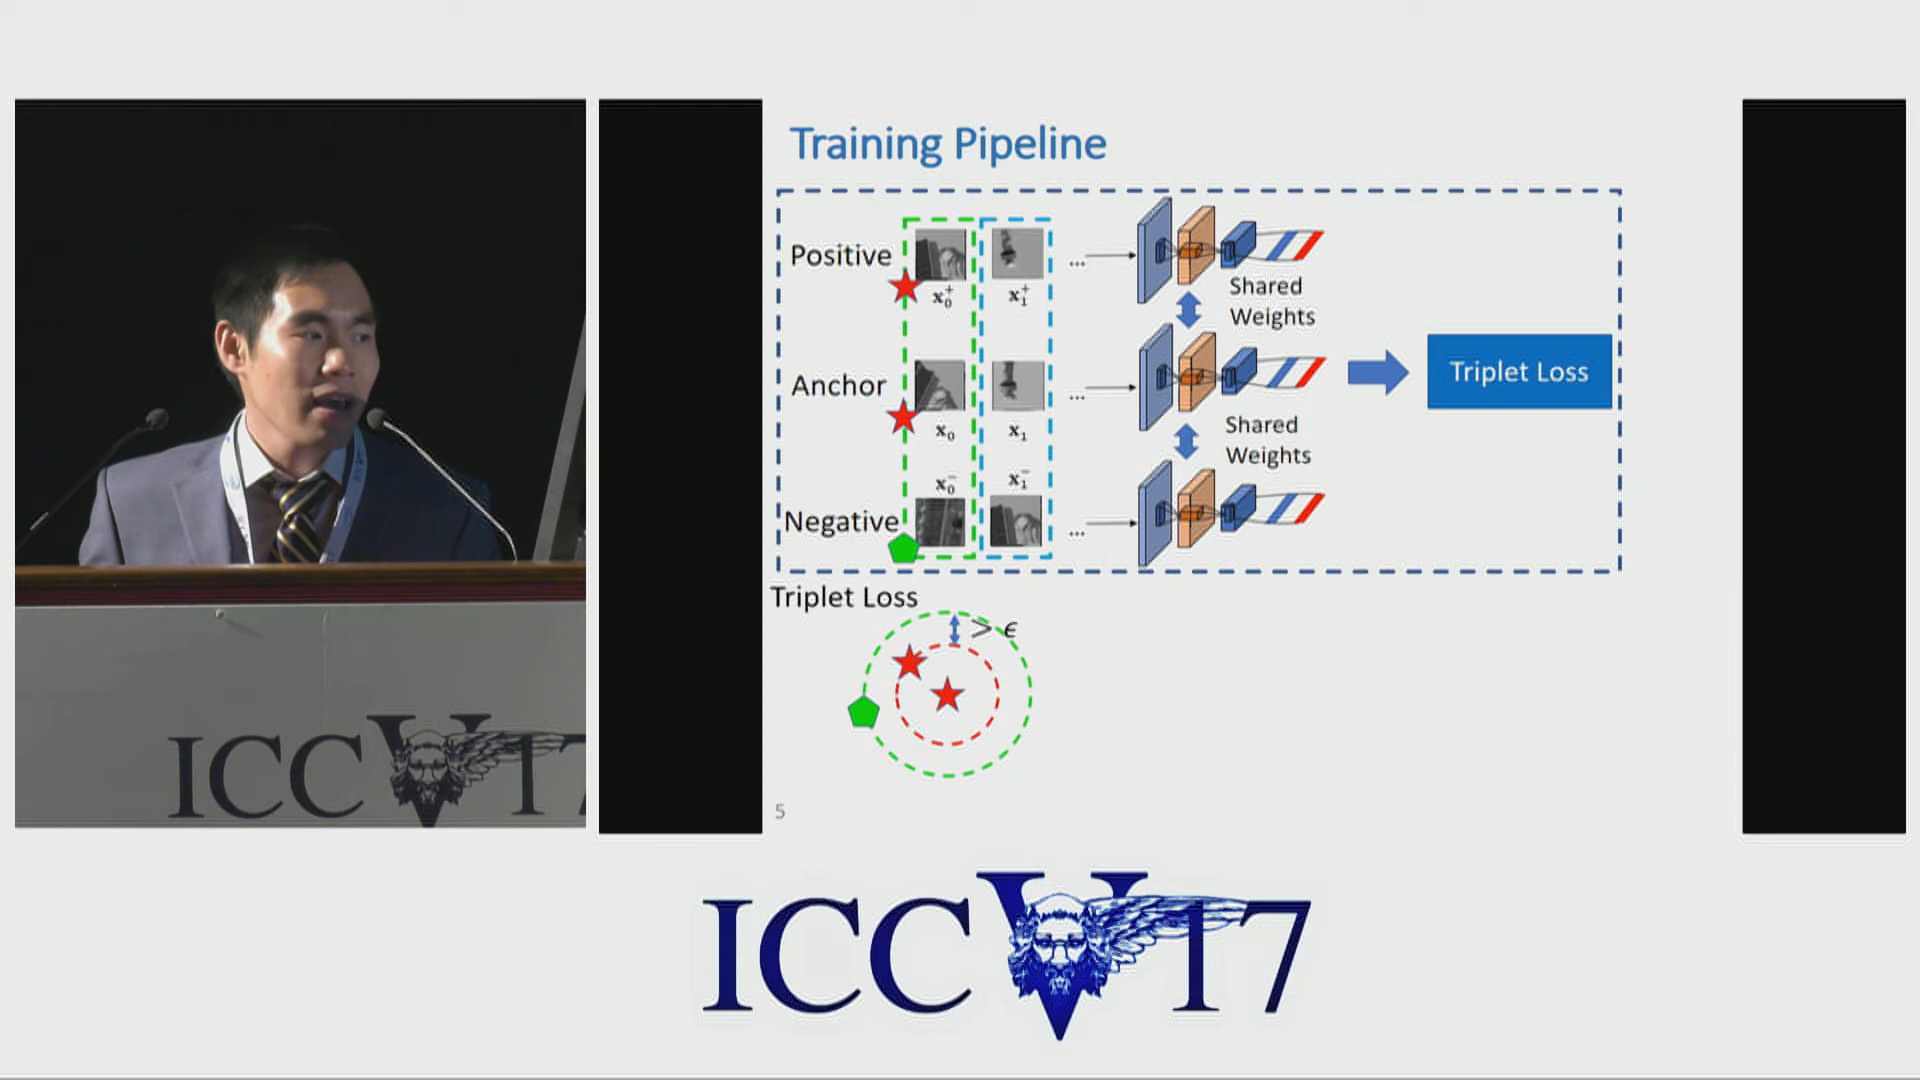 Training Pipeline
Positive
x₀⁺
x₁⁺
...
Shared
Weights
Anchor
x₀
x₁
...
Triplet Loss
Shared
Weights
x₀⁻
x₁⁻
Negative
...
Triplet Loss
> ϵ
5
ICCV17
ICCV17